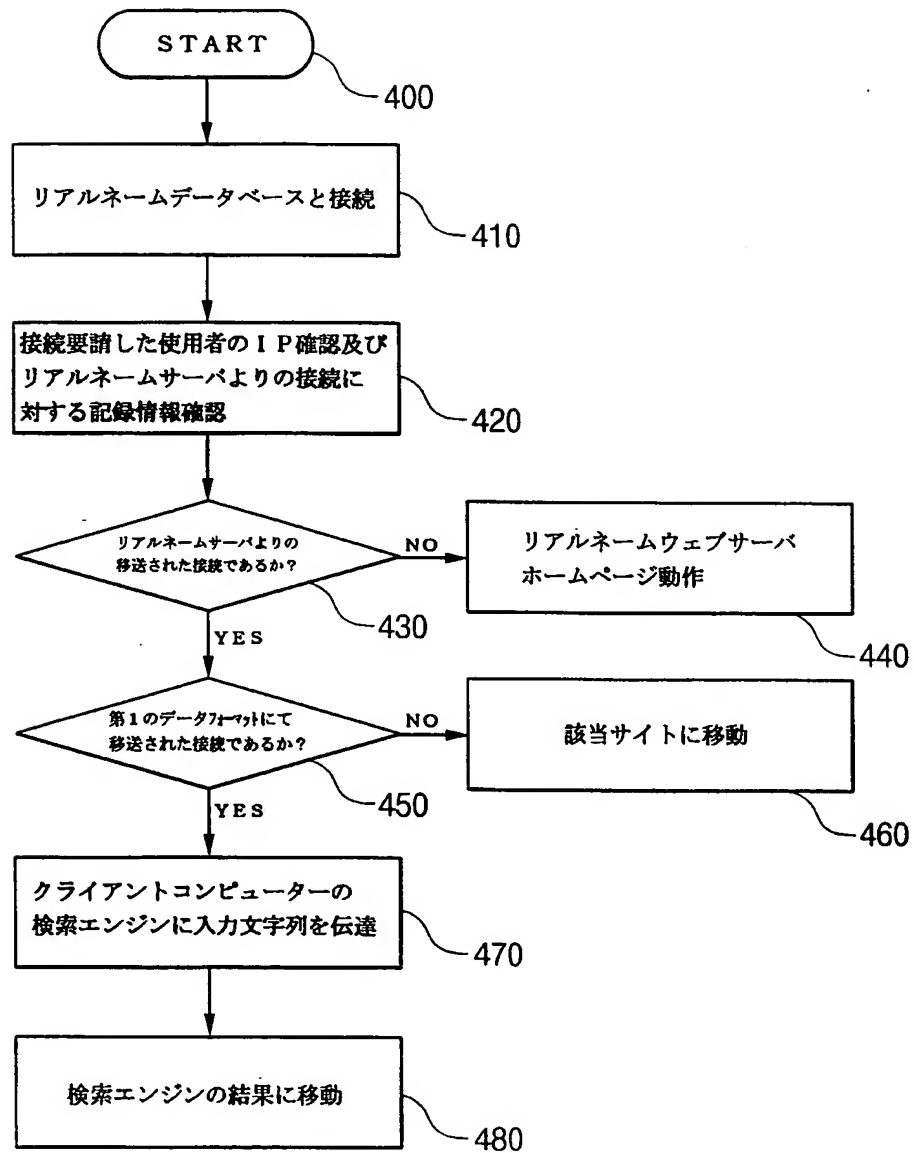 START
400
リアルネームデータベースと接続
410
接続要請した使用者のIP確認及び
リアルネームサーバよりの接続に
対する記録情報確認
420
リアルネームサーバよりの
移送された接続であるか？
NO
430
YES
リアルネームウェブサーバ
ホームページ動作
440
第1のデータフォーマットにて
移送された接続であるか？
NO
450
YES
該当サイトに移動
460
クライアントコンピューターの
検索エンジンに入力文字列を伝達
470
検索エンジンの結果に移動
480